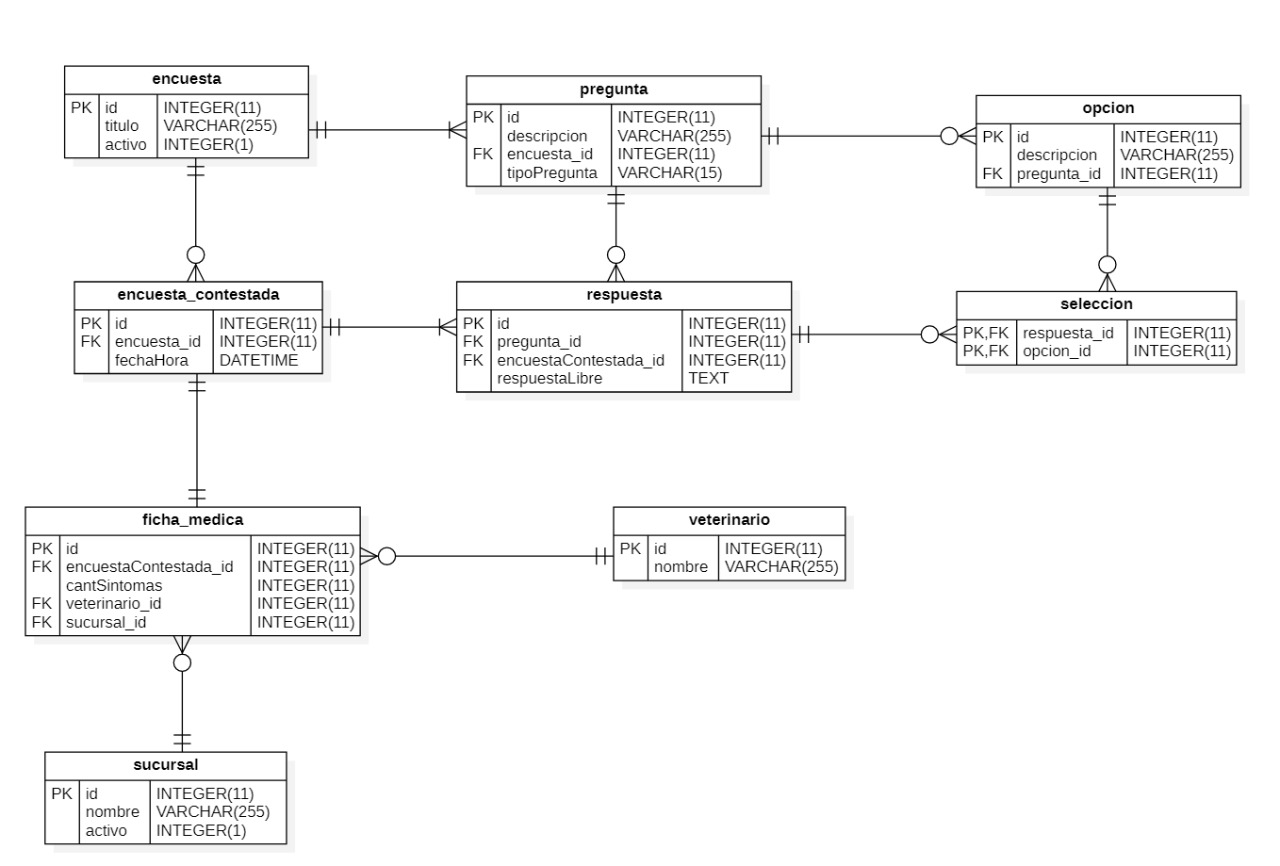 encuesta
PK id INTEGER(11)
titulo VARCHAR(255)
activo INTEGER(1)
pregunta
PK id INTEGER(11)
descripcion VARCHAR(255)
FK encuesta_id INTEGER(11)
tipoPregunta VARCHAR(15)
opcion
PK id INTEGER(11)
descripcion VARCHAR(255)
FK pregunta_id INTEGER(11)
encuesta_contestada
PK id INTEGER(11)
FK encuesta_id INTEGER(11)
fechaHora DATETIME
respuesta
PK id INTEGER(11)
FK pregunta_id INTEGER(11)
FK encuestaContestada_id INTEGER(11)
respuestaLibre TEXT
seleccion
PK,FK respuesta_id INTEGER(11)
PK,FK opcion_id INTEGER(11)
ficha_medica
PK id INTEGER(11)
FK encuestaContestada_id INTEGER(11)
cantSintomas INTEGER(11)
FK veterinario_id INTEGER(11)
FK sucursal_id INTEGER(11)
veterinario
PK id INTEGER(11)
nombre VARCHAR(255)
sucursal
PK id INTEGER(11)
nombre VARCHAR(255)
activo INTEGER(1)